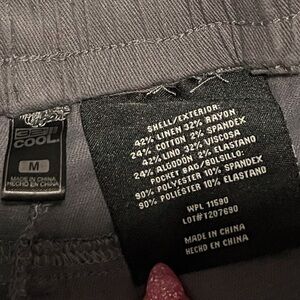 32
COOL
M
MADE IN CHINA
HECHO EN CHINA
SHELL/EXTERIOR:
42% LINEN 32% RAYON
24% COTTON 2% SPANDEX
42% LINO 32% VISCOSA
24% ALGODÓN 2% ELASTANO
POCKET BAG/BOLSILLO:
90% POLYESTER 10% SPANDEX
90% POLIÉSTER 10% ELASTANO
WPL 11590
LOT#1207690
MADE IN CHINA
HECHO EN CHINA